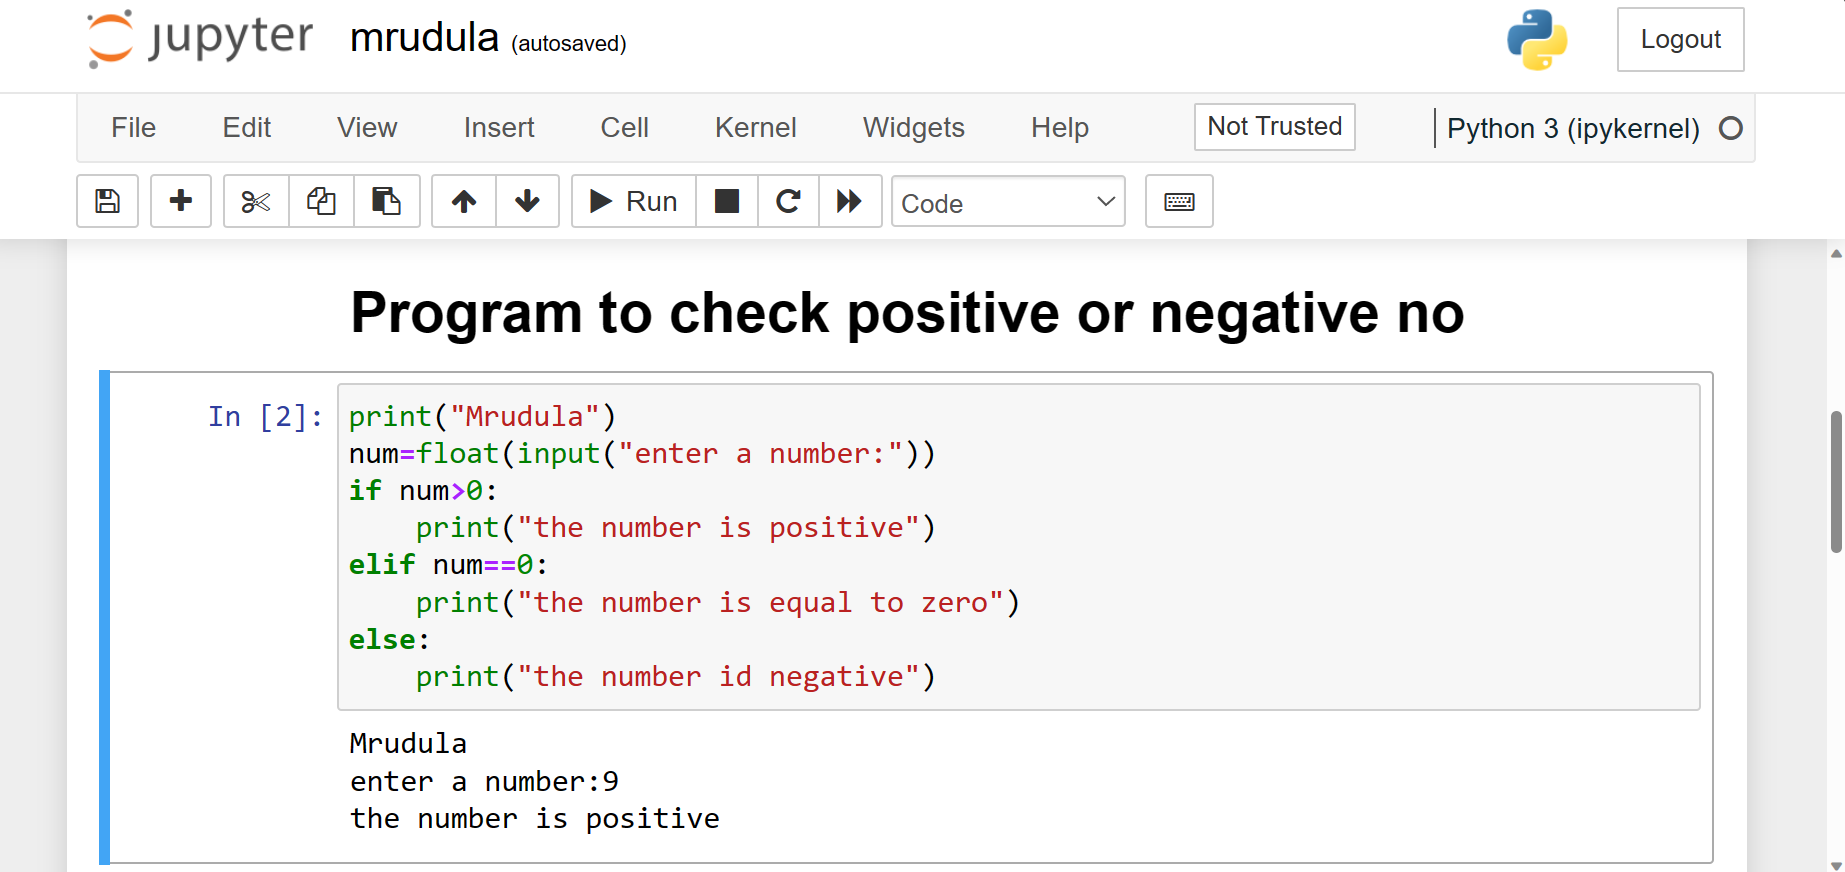 jupyter mrudula (autosaved) Logout
File Edit View Insert Cell Kernel Widgets Help Not Trusted Python 3 (ipykernel)
Run Code
Program to check positive or negative no
In [2]: print("Mrudula")
num=float(input("enter a number:"))
if num>0:
    print("the number is positive")
elif num==0:
    print("the number is equal to zero")
else:
    print("the number id negative")
Mrudula
enter a number:9
the number is positive